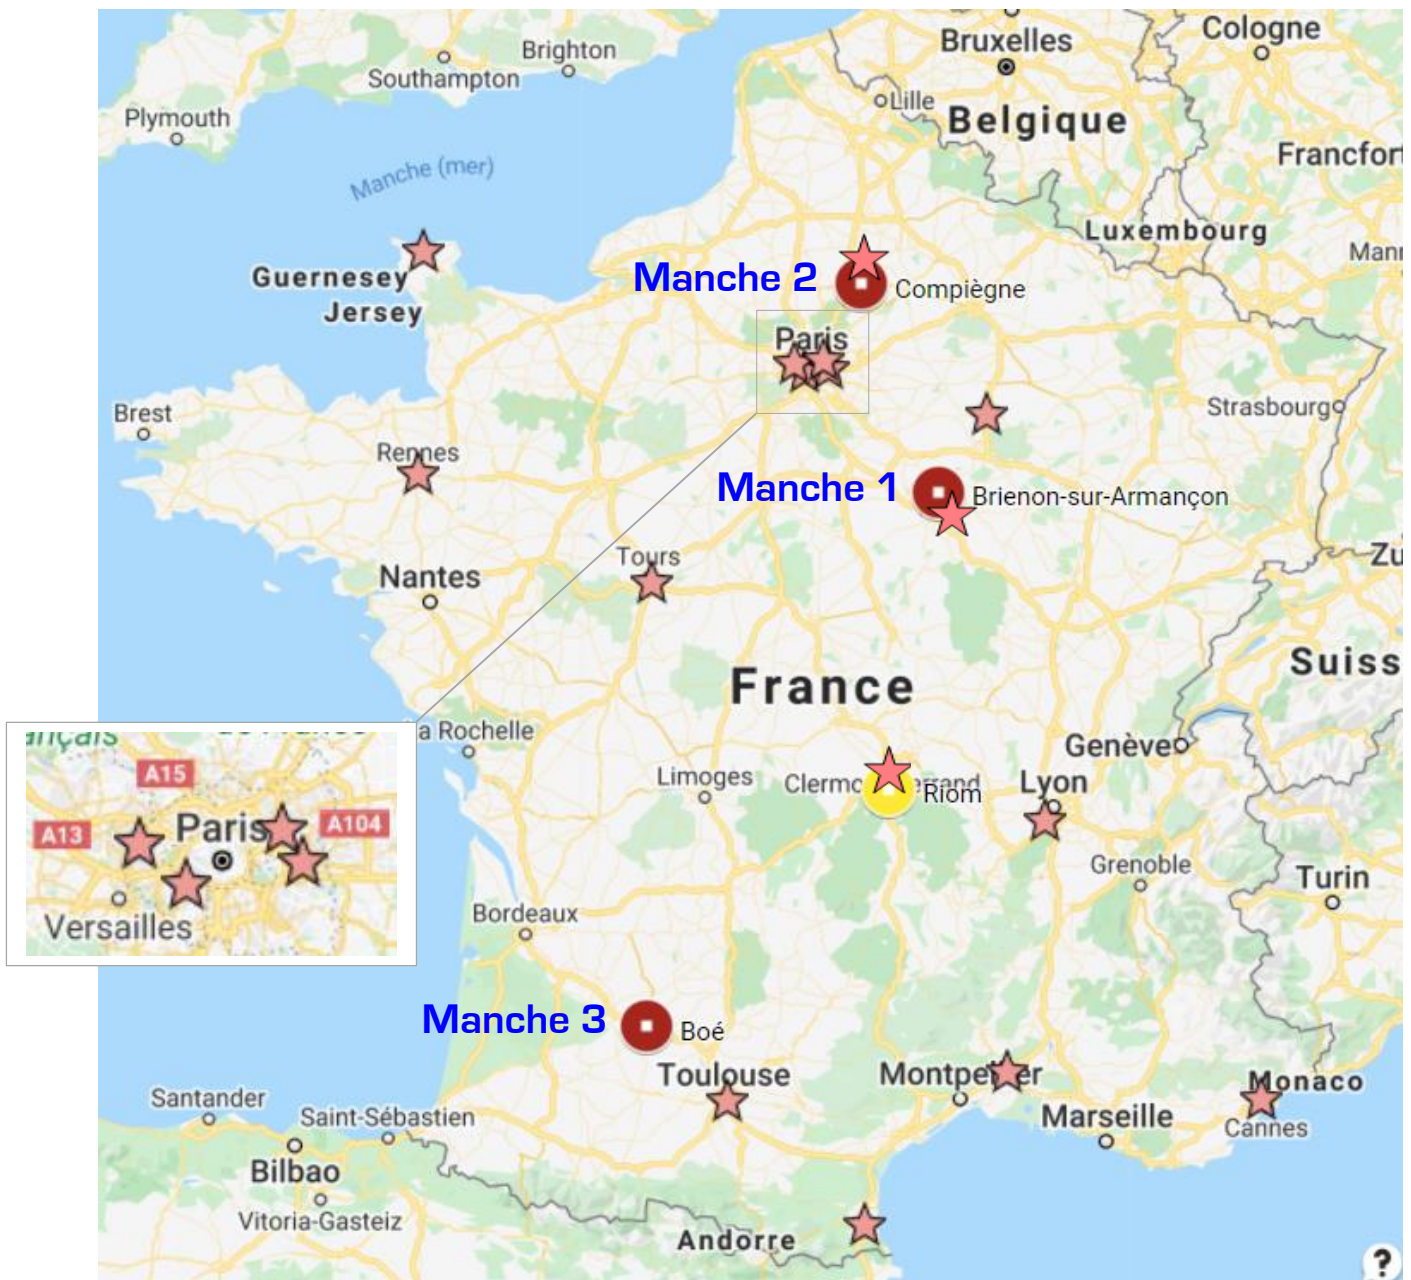 Brighton
Southampton
Plymouth
Bruxelles
Cologne
Lille
Belgique
Francfort
Manche (mer)
Luxembourg
Guernesey
Jersey
Manche 2
Compiègne
Paris
Brest
Rennes
Strasbourg
Manche 1
Brienon-sur-Armançon
Tours
Nantes
France
Suiss
Zu
Genève
a Rochelle
Limoges
Riom
Lyon
Grenoble
Turin
A15
A13
Paris
A104
Versailles
Bordeaux
Manche 3
Boé
Toulouse
Marseille
Monaco
Cannes
Santander
Saint-Sébastien
Bilbao
Vitoria-Gasteiz
Andorre
?